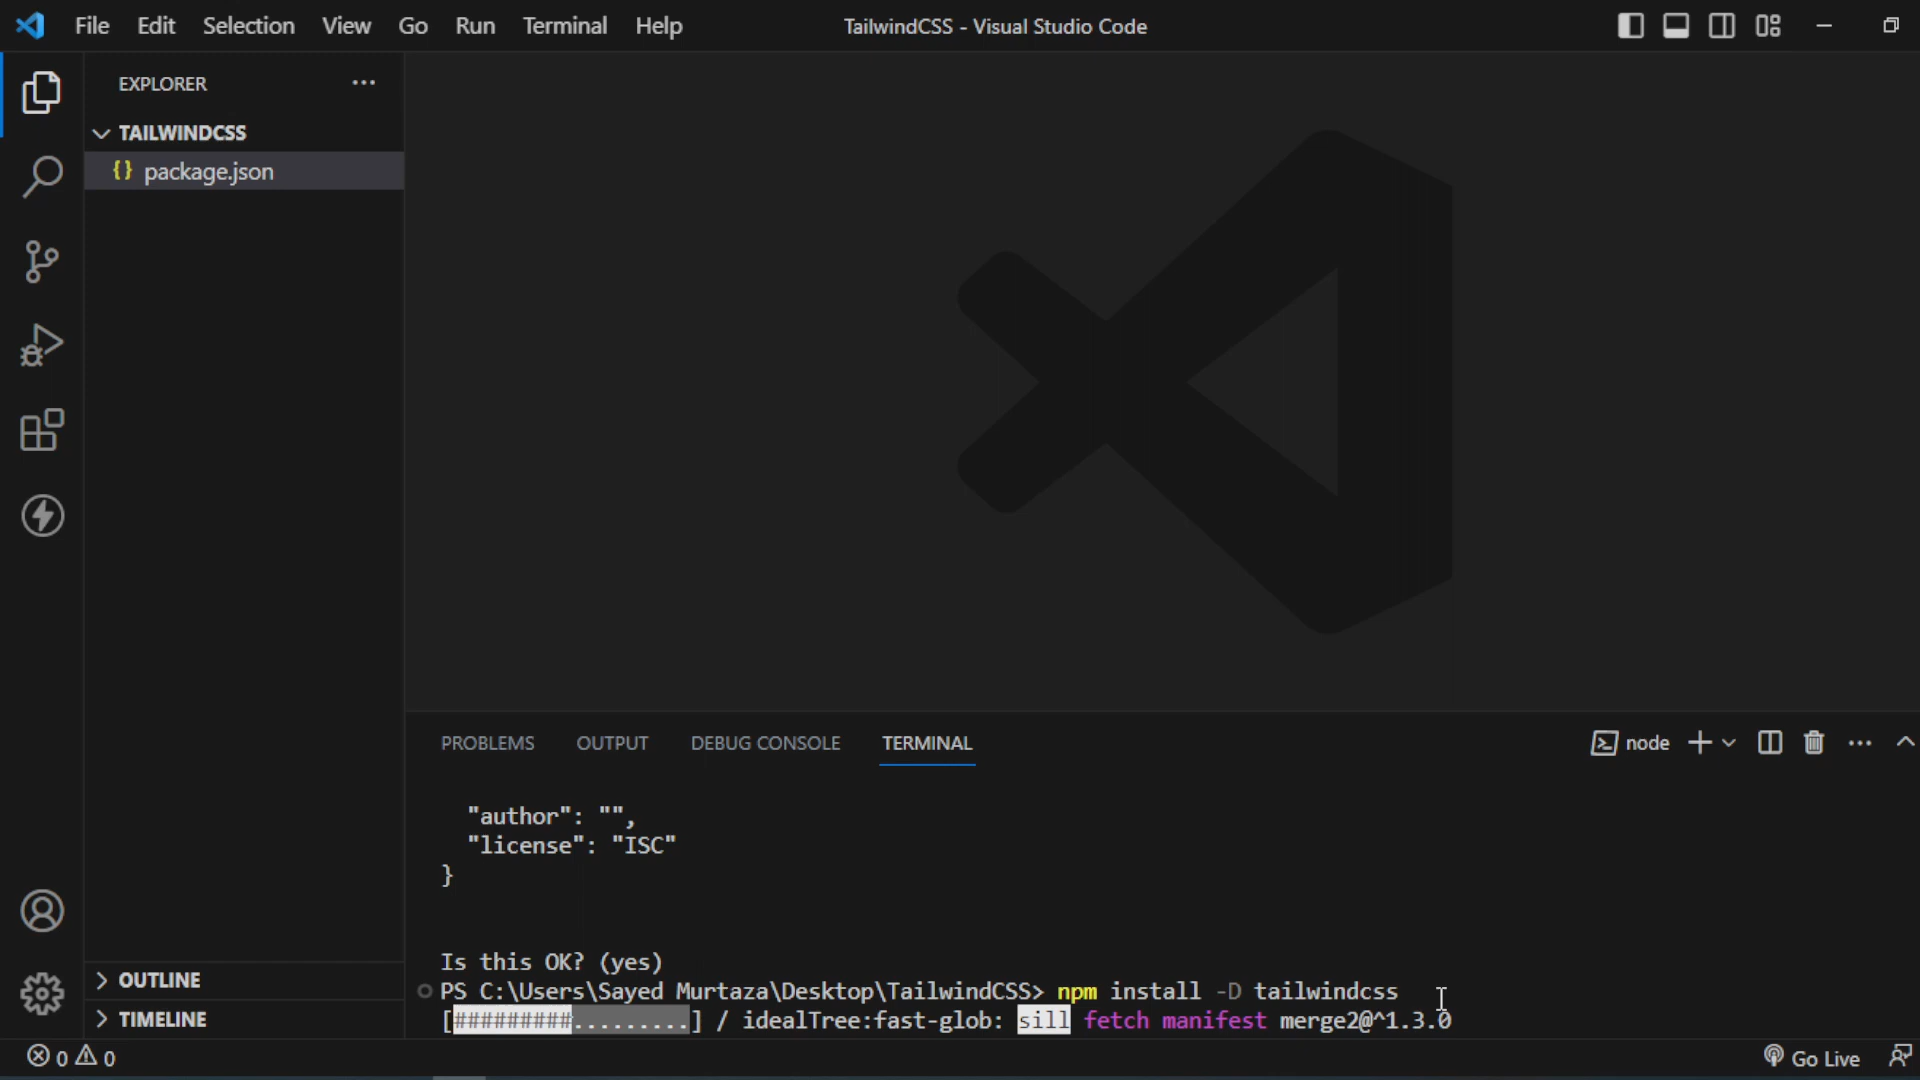 File Edit Selection View Go Run Terminal Help
TailwindCSS - Visual Studio Code
EXPLORER
TAILWINDCSS
{} package.json
OUTLINE
TIMELINE
PROBLEMS OUTPUT DEBUG CONSOLE TERMINAL
node
"author": "",
"license": "ISC"
}
Is this OK? (yes)
PS C:\Users\Sayed Murtaza\Desktop\TailwindCSS> npm install -D tailwindcss
[#########.........] / idealTree:fast-glob: sill fetch manifest merge2@^1.3.0
0 0
Go Live